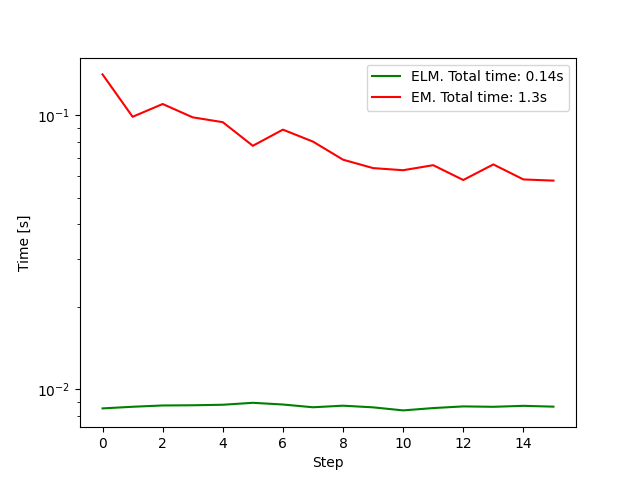 ELM. Total time: 0.14s
EM. Total time: 1.3s
10⁻¹
10⁻²
Time [s]
0 2 4 6 8 10 12 14
Step